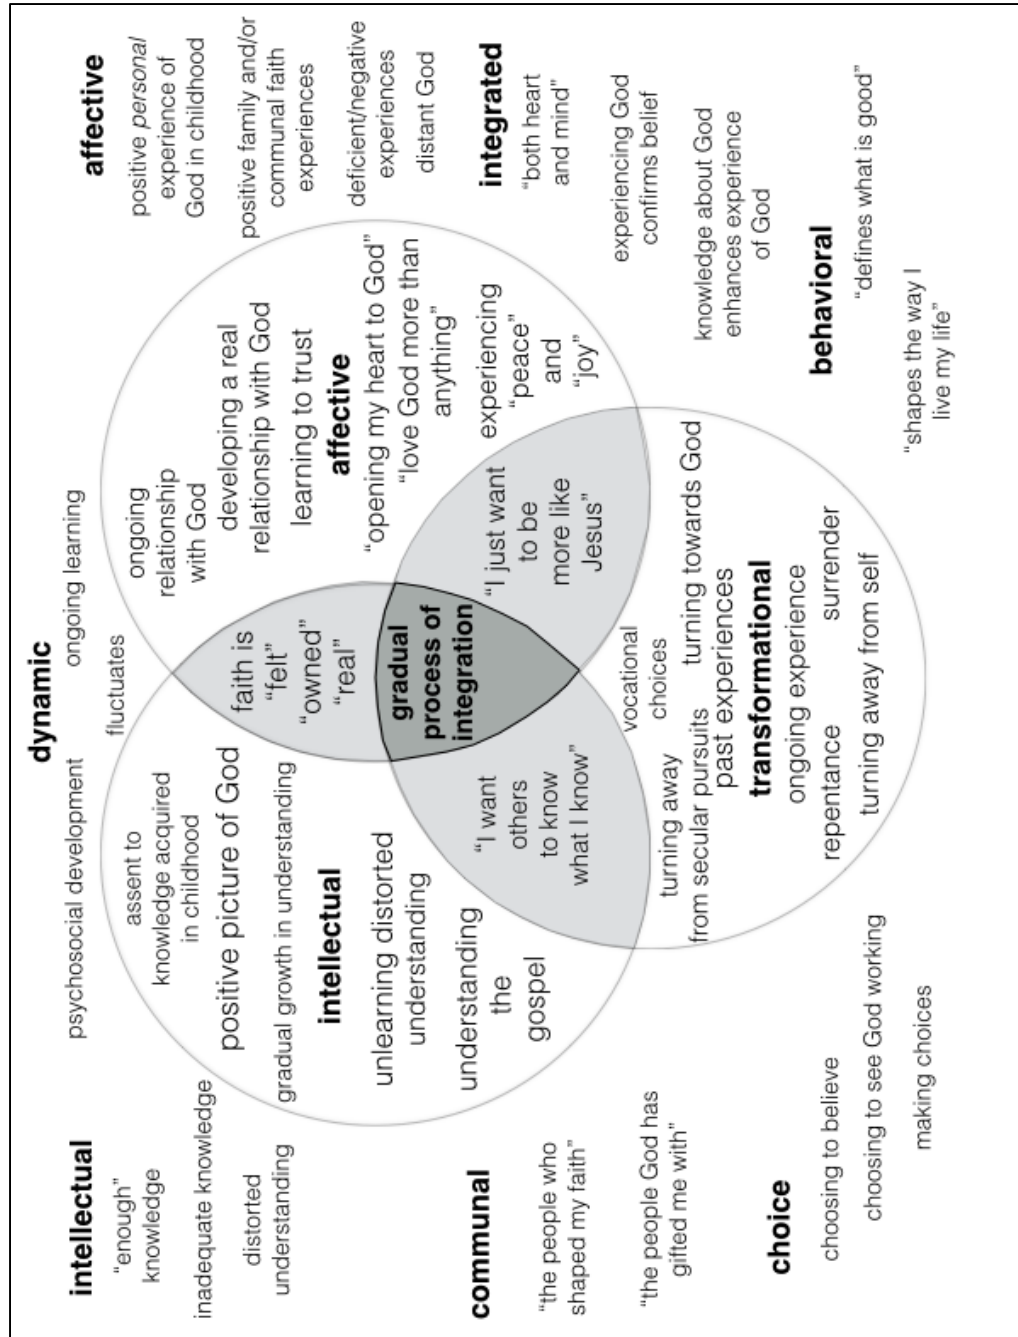 dynamic
psychosocial development
fluctuates
ongoing learning
intellectual
“enough”
knowledge
inadequate knowledge
distorted
understanding
affective
positive personal
experience of
God in childhood
positive family and/or
communal faith
experiences
deficient/negative
experiences
distant God
assent to
knowledge acquired
in childhood
positive picture of God
gradual growth in understanding
intellectual
unlearning distorted
understanding
understanding
the
gospel
faith is
“felt”
“owned”
“real”
ongoing
relationship
with God
developing a real
relationship with God
learning to trust
affective
“opening my heart to God”
“love God more than
anything”
experiencing
“peace”
and
“joy”
gradual
process of
integration
“I want
others
to know
what I know”
“I just want
to be
more like
Jesus”
communal
“the people who
shaped my faith”
“the people God has
gifted me with”
integrated
“both heart
and mind”
experiencing God
confirms belief
knowledge about God
enhances experience
of God
vocational
choices
turning away
from secular pursuits
turning towards God
past experiences
transformational
ongoing experience
repentance
surrender
turning away from self
choice
choosing to believe
choosing to see God working
making choices
behavioral
“defines what is good”
“shapes the way I
live my life”